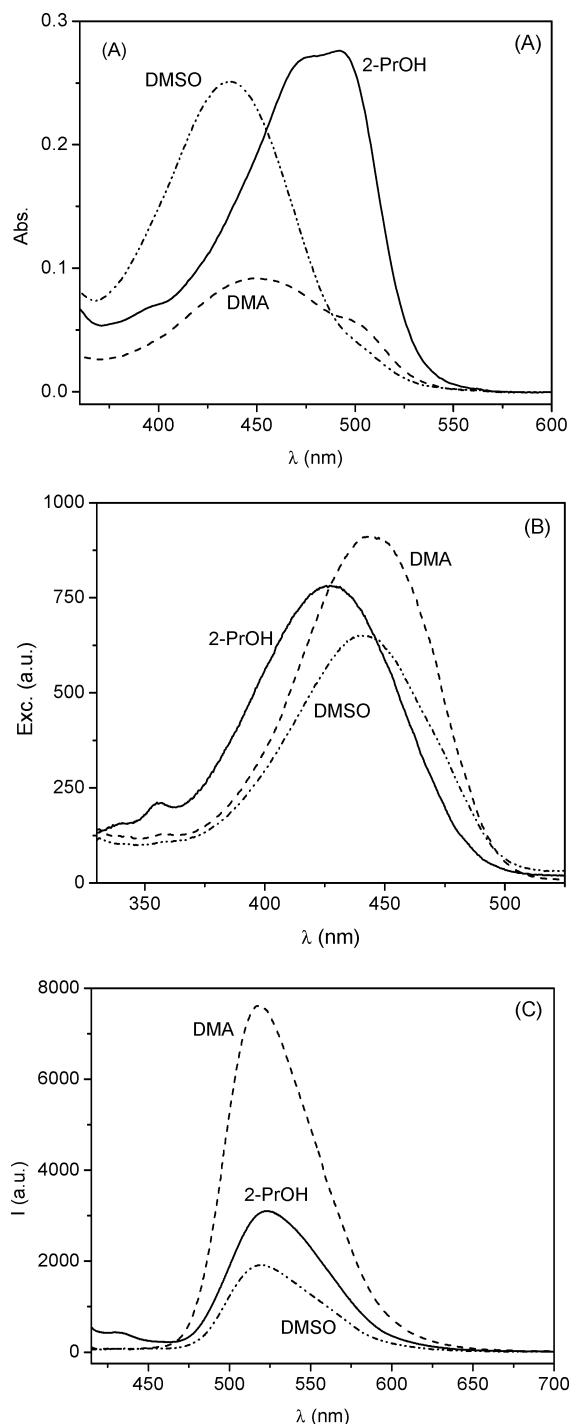 0.3
(A)
(A)
2-PrOH
DMSO
0.2
Abs.
0.1
DMA
0.0
400
450
500
550
600
λ (nm)
1000
(B)
DMA
750
2-PrOH
Exc. (a.u.)
500
DMSO
250
0
350
400
450
500
λ (nm)
8000
(C)
DMA
6000
I (a.u.)
4000
2-PrOH
2000
DMSO
0
450
500
550
600
650
700
λ (nm)